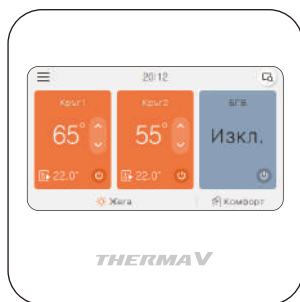 20:12
Кръг1 Кръг2 БГВ
65° 55° Изкл.
22.0° 22.0°
Жега Комфорт
THERMA V